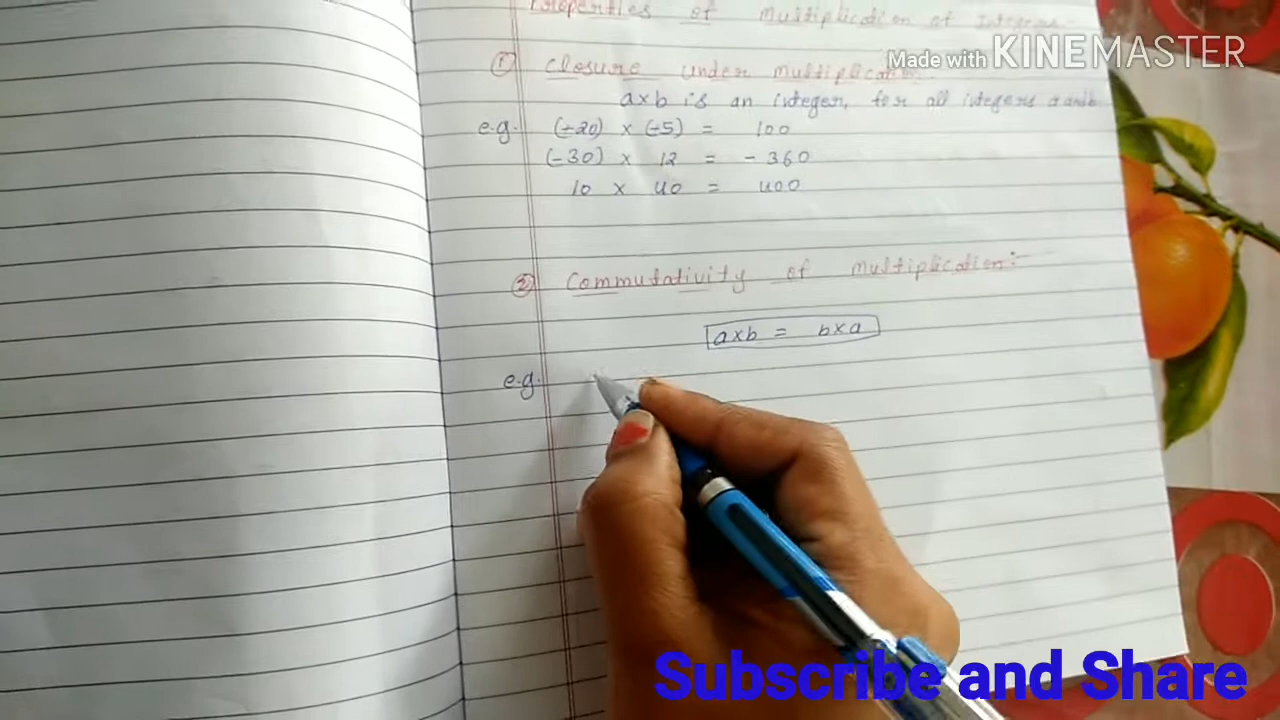 Properties of Multiplication of Integers:-
Made with KINEMASTER
① Closure under multiplication.
a×b is an integer, for all integers a and b
e.g. (-20) × (-5) = 100
(-30) × 12 = - 360
10 × 40 = 400
② Commutativity of multiplication:-
a×b = b×a
e.g.
Subscribe and Share